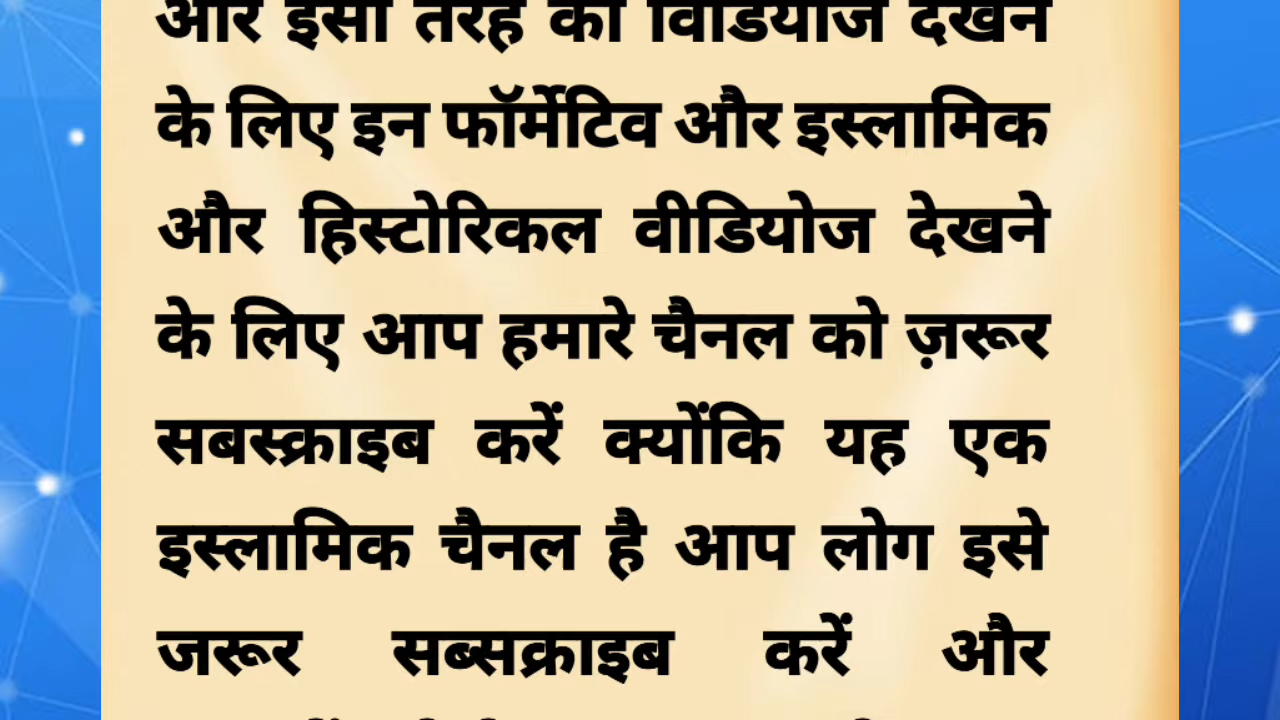 और इसी तरह की विडियोज देखने
के लिए इन फॉर्मेटिव और इस्लामिक
और हिस्टोरिकल वीडियोज देखने
के लिए आप हमारे चैनल को ज़रूर
सबस्क्राइब करें क्योंकि यह एक
इस्लामिक चैनल है आप लोग इसे
जरूर सब्सक्राइब करें और